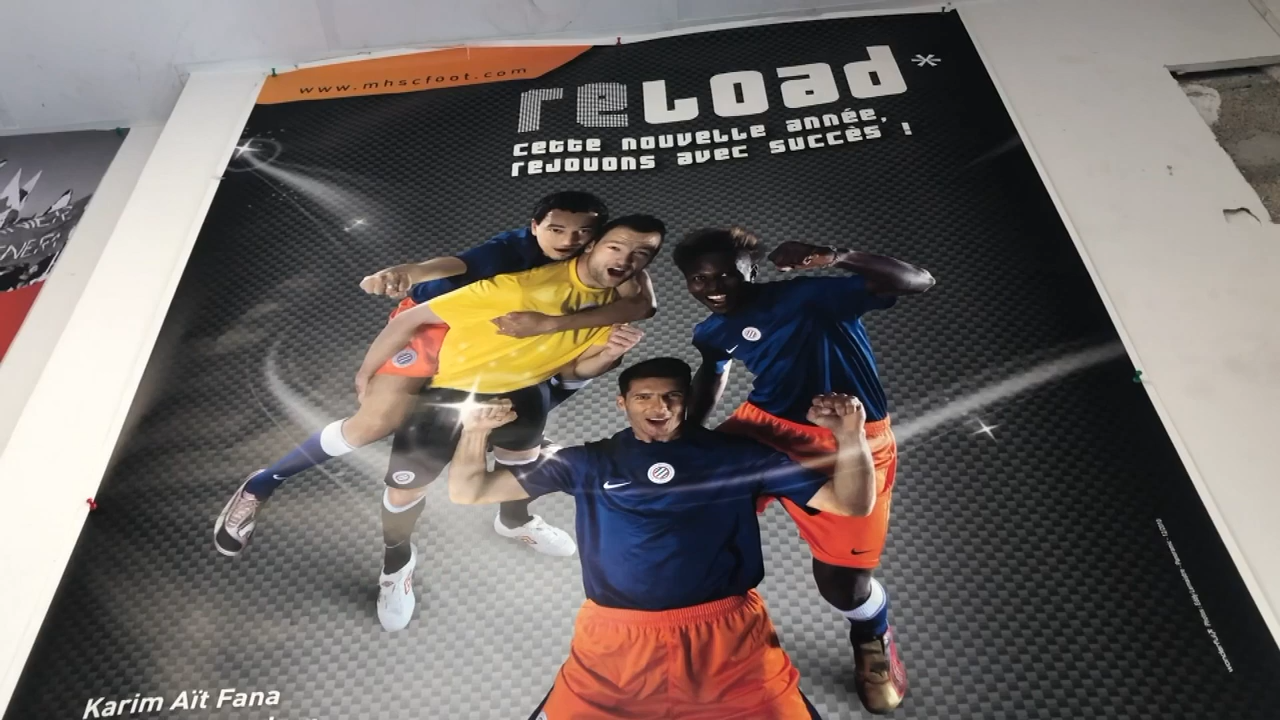 www.mhscfoot.com
reload*
cette nouvelle année,
rejouons avec succès !
Karim Aït Fana